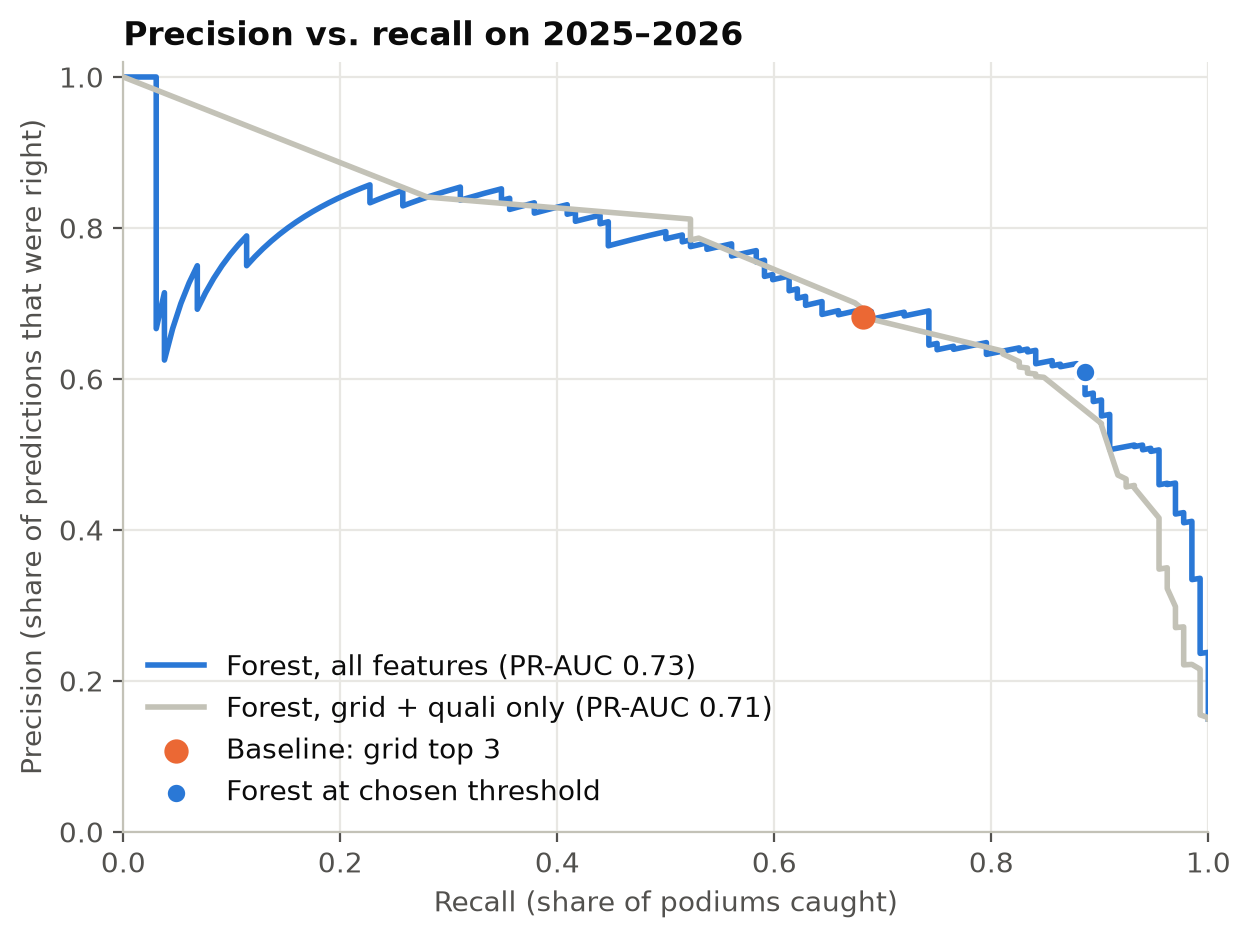 Precision vs. recall on 2025–2026
Precision (share of predictions that were right)
1.0
0.8
0.6
0.4
0.2
0.0
Forest, all features (PR-AUC 0.73)
Forest, grid + quali only (PR-AUC 0.71)
Baseline: grid top 3
Forest at chosen threshold
0.0
0.2
0.4
0.6
0.8
1.0
Recall (share of podiums caught)